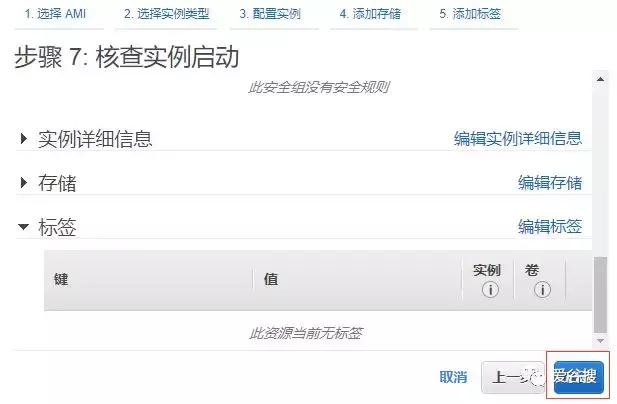 1. 选择 AMI 2. 选择实例类型 3. 配置实例 4. 添加存储 5. 添加标签
步骤 7: 核查实例启动
此安全组没有安全规则
实例详细信息 编辑实例详细信息
存储 编辑存储
标签 编辑标签
键 值 实例 卷
此资源当前无标签
取消 上一